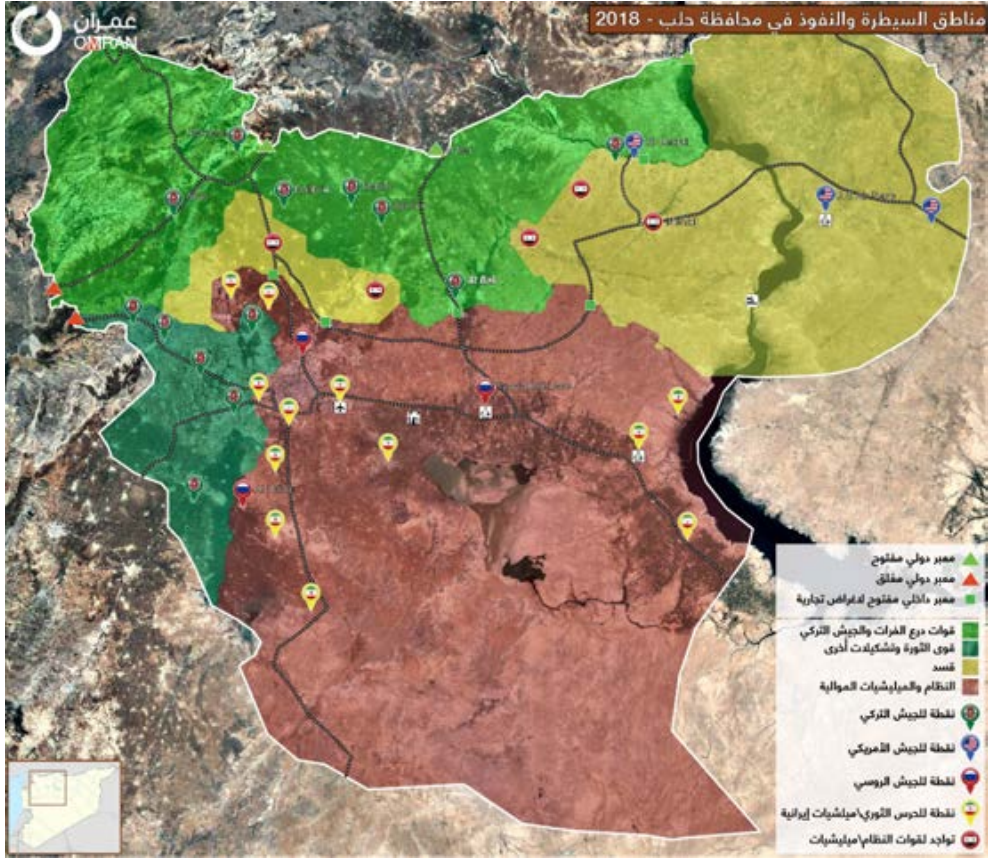 مناطق السيطرة والنفوذ في محافظة حلب - 2018
عمران
OMRAN
معبر دولي مفتوح
معبر دولي مغلق
معبر داخلي مفتوح لاغراض تجارية
قوات درع الفرات والجيش التركي
قوى الثورة وتشكيلات أخرى
قسد
النظام والميليشيات الموالية
نقطة للجيش التركي
نقطة للجيش الأمريكي
نقطة للجيش الروسي
نقطة للحرس الثوري\ميلشيات إيرانية
تواجد لقوات النظام\ميليشيات